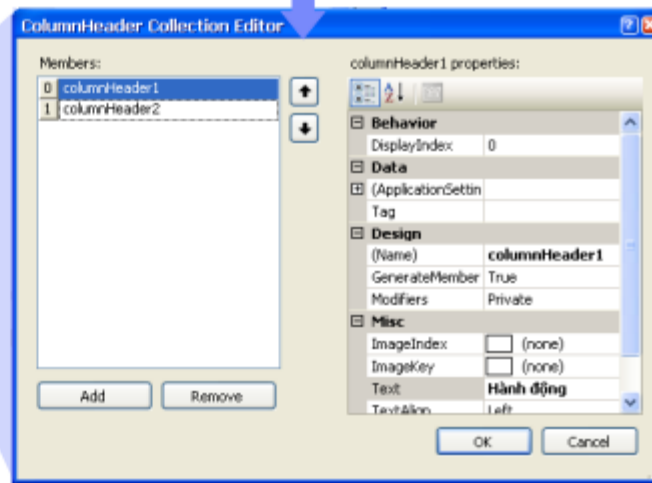 ColumnHeader Collection Editor
Members:
0 columnHeader1
1 columnHeader2
Add Remove
columnHeader1 properties:
Behavior
DisplayIndex 0
Data
(ApplicationSettin
Tag
Design
(Name) columnHeader1
GenerateMember True
Modifiers Private
Misc
ImageIndex (none)
ImageKey (none)
Text Hành động
TextAlign Left
OK Cancel